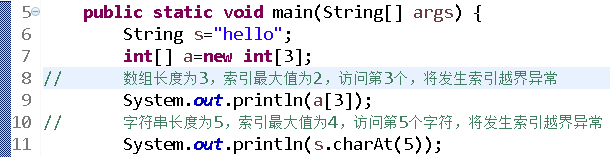 5 public static void main(String[] args) {
6 String s="hello";
7 int[] a=new int[3];
8 // 数组长度为3，索引最大值为2，访问第3个，将发生索引越界异常
9 System.out.println(a[3]);
10 // 字符串长度为5，索引最大值为4，访问第5个字符，将发生索引越界异常
11 System.out.println(s.charAt(5));